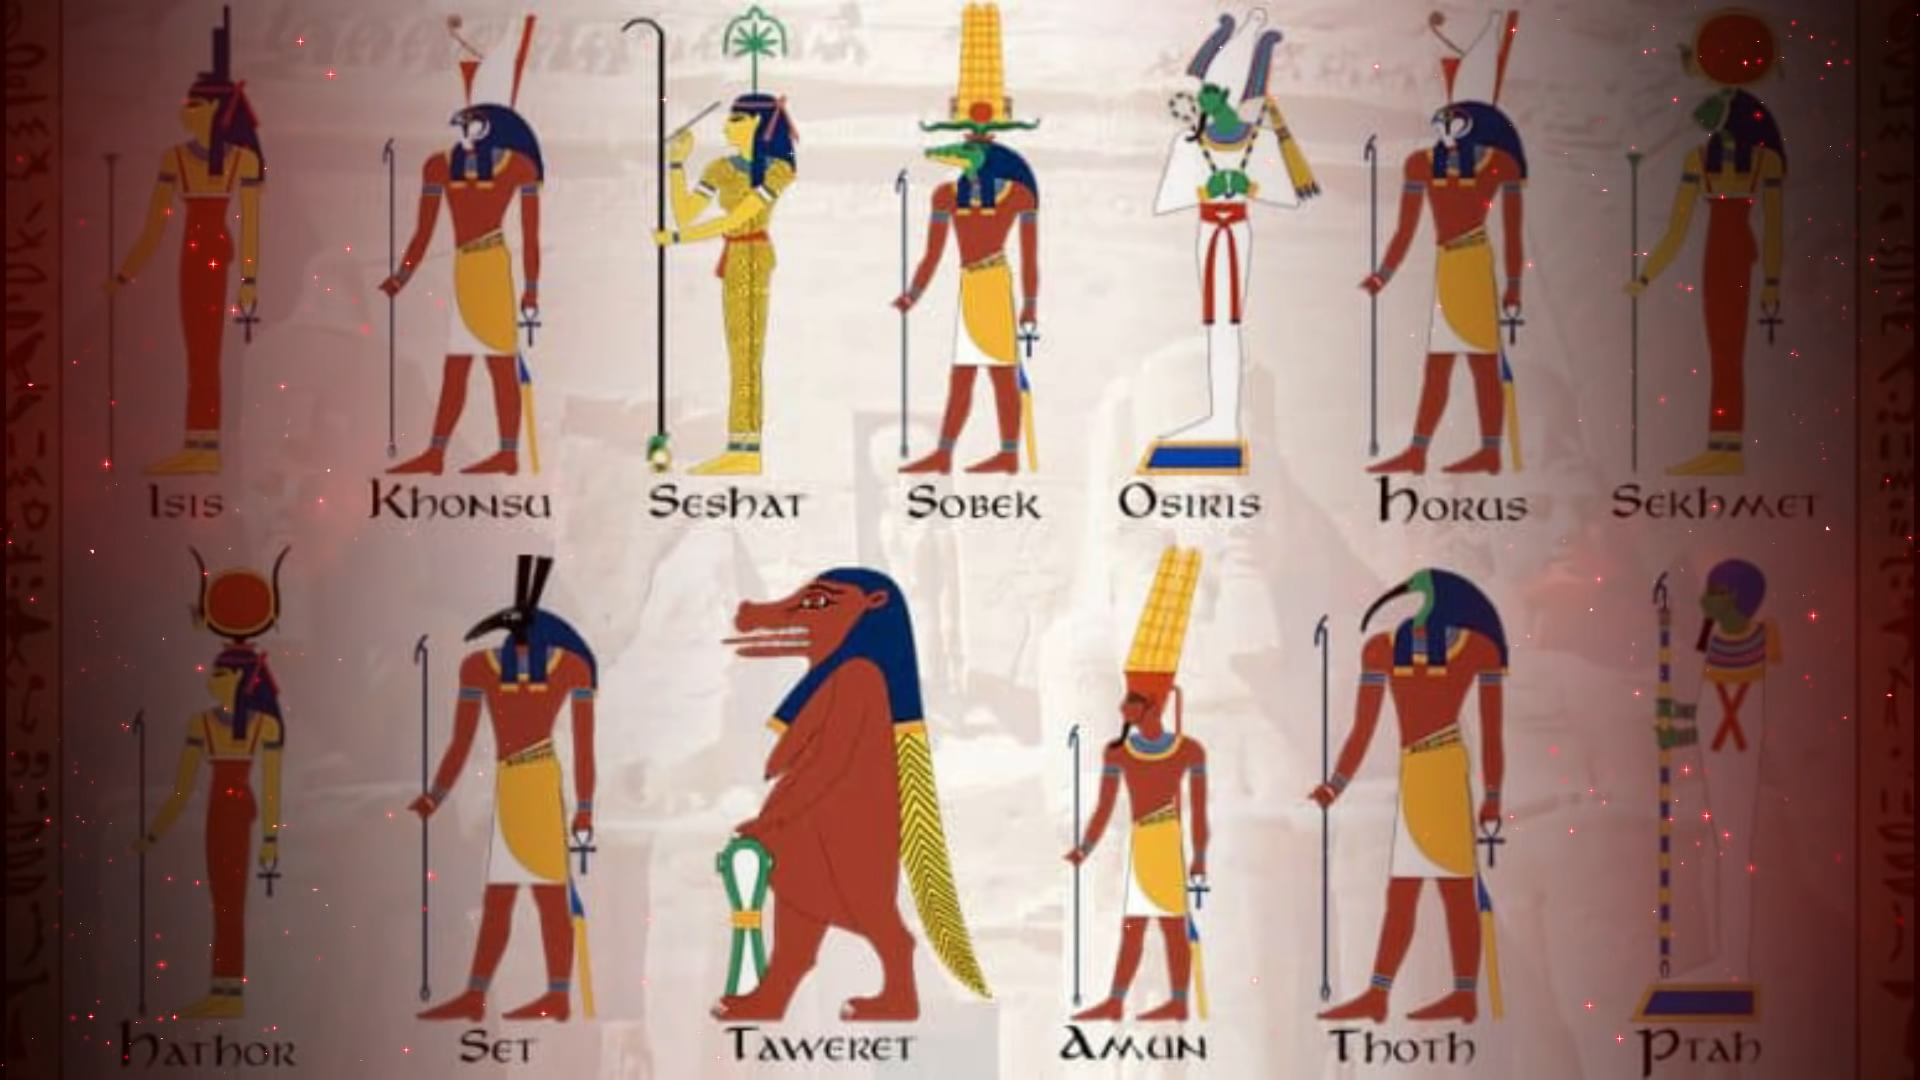 Isis Khonsu Seshat Sobek Osiris Horus Sekhmet
Hathor Set Taweret Amun Thoth Ptah